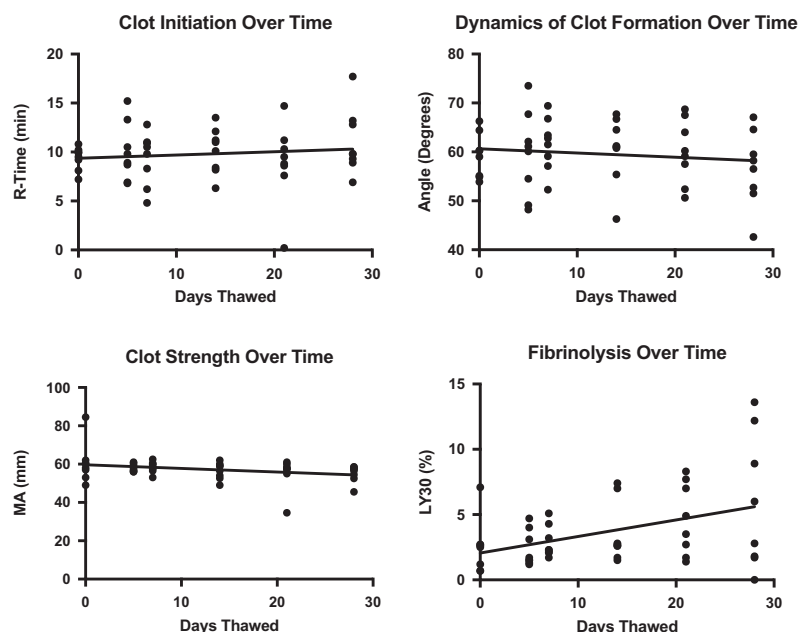 Clot Initiation Over Time
R-Time (min)
20
15
10
5
0
0 10 20 30
Days Thawed
Dynamics of Clot Formation Over Time
Angle (Degrees)
80
70
60
50
40
0 10 20 30
Days Thawed
Clot Strength Over Time
MA (mm)
100
80
60
40
20
0
0 10 20 30
Days Thawed
Fibrinolysis Over Time
LY30 (%)
15
10
5
0
0 10 20 30
Days Thawed